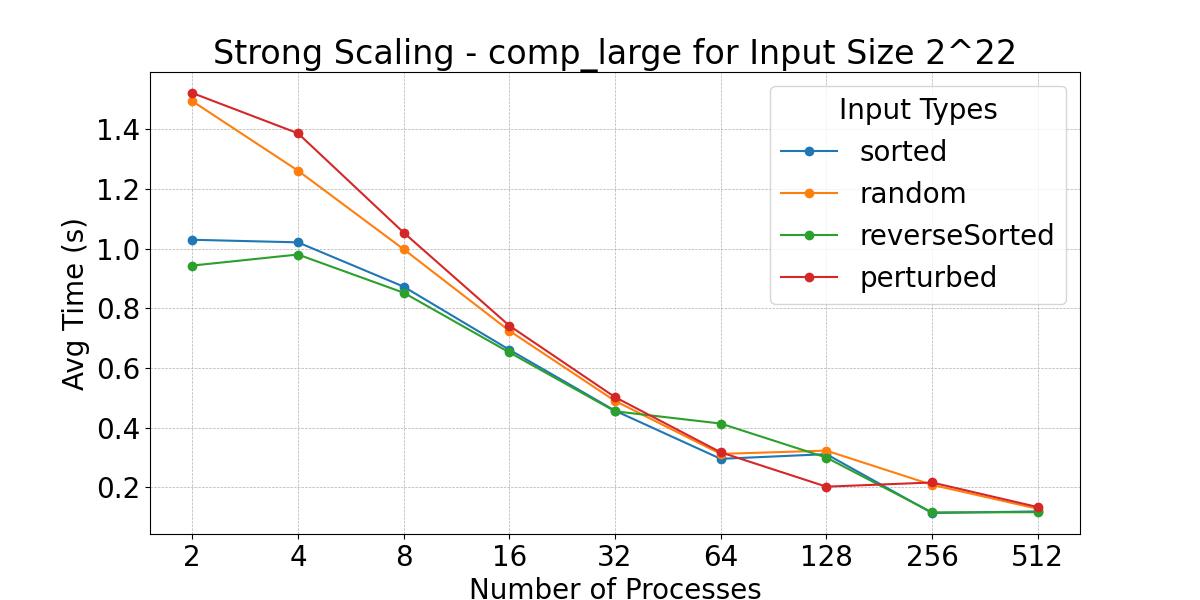 Strong Scaling - comp_large for Input Size 2^22
Avg Time (s)
1.4
1.2
1.0
0.8
0.6
0.4
0.2
Input Types
sorted
random
reverseSorted
perturbed
2 4 8 16 32 64 128 256 512
Number of Processes